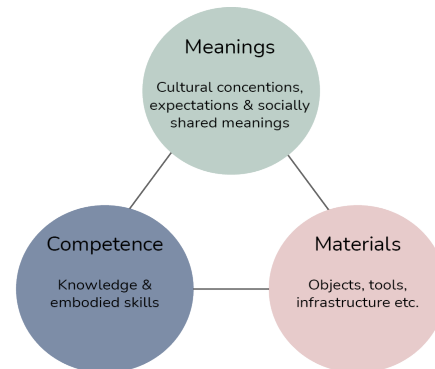 Meanings
Cultural concentions,
expectations & socially
shared meanings
Competence
Knowledge &
embodied skills
Materials
Objects, tools,
infrastructure etc.